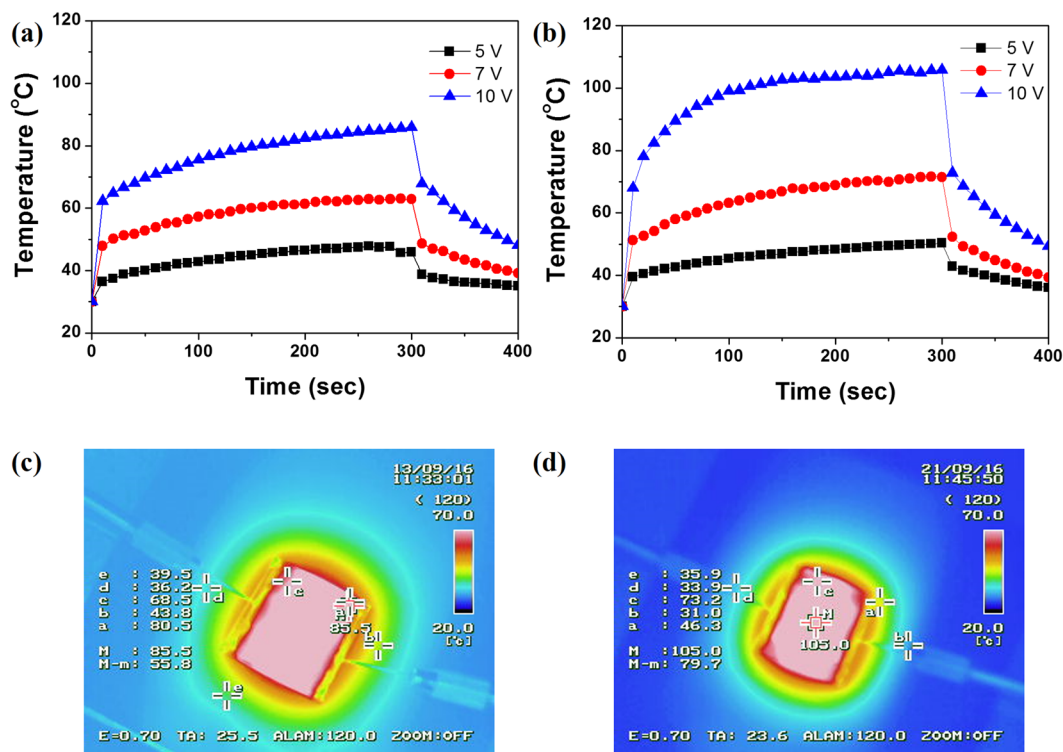 (a)
120
100
80
60
40
20
Temperature (°C)
0
100
200
300
400
Time (sec)
5 V
7 V
10 V
(b)
120
100
80
60
40
20
Temperature (°C)
0
100
200
300
400
Time (sec)
5 V
7 V
10 V
(c)
13/09/16
11:33:01
( 120)
70.0
e : 39.5
d : 36.2
c : 68.5
b : 43.8
a : 80.5
M : 85.5
M-m : 55.8
d
c
a
M
85.5
b
e
20.0
[°c]
E=0.70 TA: 25.5 ALAM:120.0 ZOOM:OFF
(d)
21/09/16
11:45:50
( 120)
70.0
e : 35.9
d : 33.9
c : 73.2
b : 31.0
a : 46.3
M : 105.0
M-m : 79.7
d
c
a
M
105.0
b
20.0
[°c]
E=0.70 TA: 23.6 ALAM:120.0 ZOOM:OFF